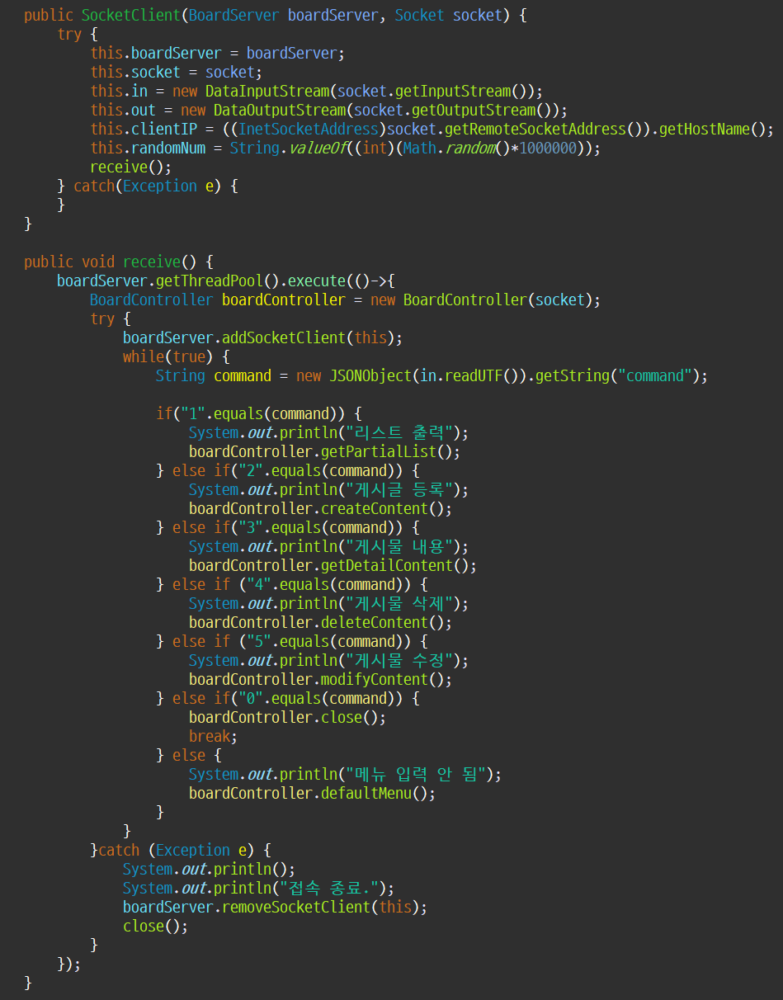 public SocketClient(BoardServer boardServer, Socket socket) {
    try {
        this.boardServer = boardServer;
        this.socket = socket;
        this.in = new DataInputStream(socket.getInputStream());
        this.out = new DataOutputStream(socket.getOutputStream());
        this.clientIP = ((InetSocketAddress)socket.getRemoteSocketAddress()).getHostName();
        this.randomNum = String.valueOf((int)(Math.random()*1000000));
        receive();
    } catch(Exception e) {
    }
}

public void receive() {
    boardServer.getThreadPool().execute(()->{
        BoardController boardController = new BoardController(socket);
        try {
            boardServer.addSocketClient(this);
            while(true) {
                String command = new JSONObject(in.readUTF()).getString("command");

                if("1".equals(command)) {
                    System.out.println("리스트 출력");
                    boardController.getPartialList();
                } else if("2".equals(command)) {
                    System.out.println("게시글 등록");
                    boardController.createContent();
                } else if("3".equals(command)) {
                    System.out.println("게시물 내용");
                    boardController.getDetailContent();
                } else if ("4".equals(command)) {
                    System.out.println("게시물 삭제");
                    boardController.deleteContent();
                } else if ("5".equals(command)) {
                    System.out.println("게시물 수정");
                    boardController.modifyContent();
                } else if("0".equals(command)) {
                    boardController.close();
                    break;
                } else {
                    System.out.println("메뉴 입력 안 됨");
                    boardController.defaultMenu();
                }
            }
        }catch (Exception e) {
            System.out.println();
            System.out.println("접속 종료.");
            boardServer.removeSocketClient(this);
            close();
        }
    });
}